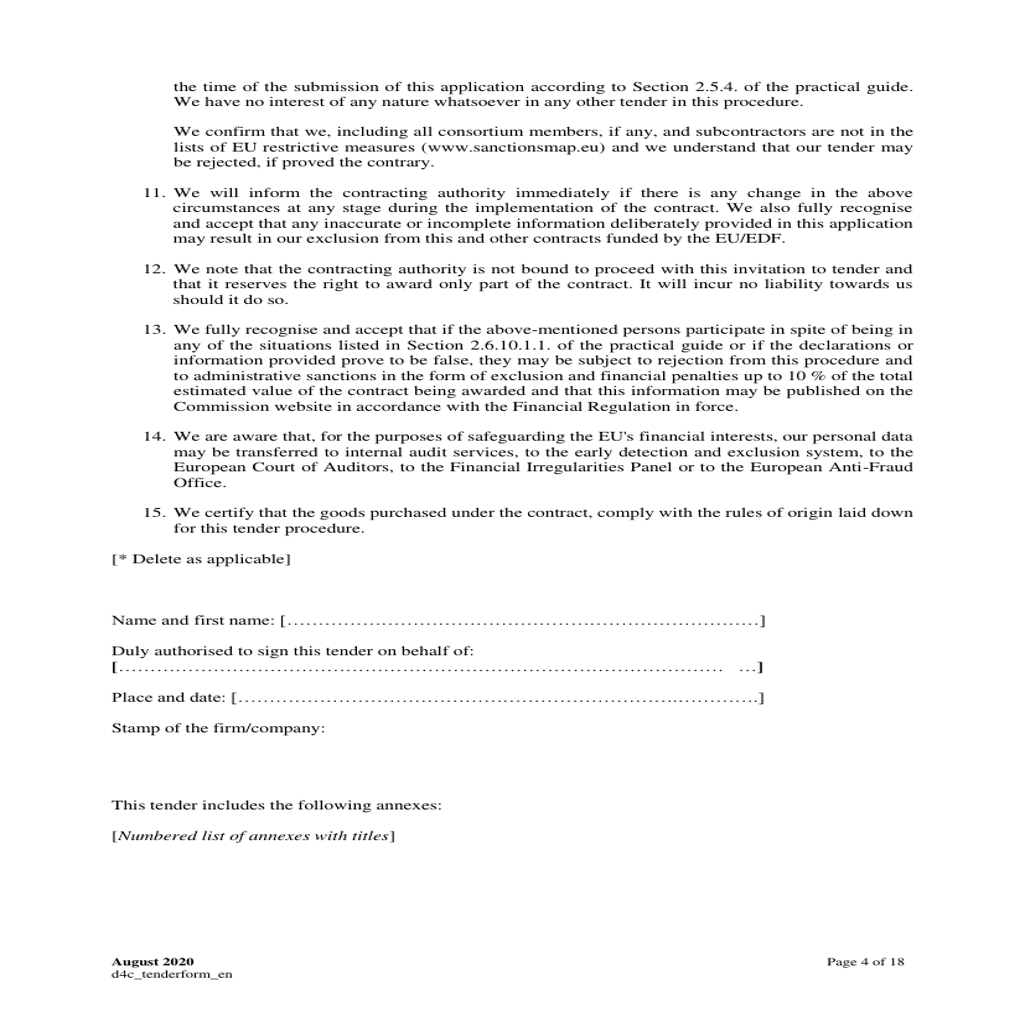 the time of the submission of this application according to Section 2.5.4. of the practical guide.
We have no interest of any nature whatsoever in any other tender in this procedure.
We confirm that we, including all consortium members, if any, and subcontractors are not in the
lists of EU restrictive measures (www.sanctionsmap.eu) and we understand that our tender may
be rejected, if proved the contrary.
11. We will inform the contracting authority immediately if there is any change in the above
circumstances at any stage during the implementation of the contract. We also fully recognise
and accept that any inaccurate or incomplete information deliberately provided in this application
may result in our exclusion from this and other contracts funded by the EU/EDF.
12. We note that the contracting authority is not bound to proceed with this invitation to tender and
that it reserves the right to award only part of the contract. It will incur no liability towards us
should it do so.
13. We fully recognise and accept that if the above-mentioned persons participate in spite of being in
any of the situations listed in Section 2.6.10.1.1. of the practical guide or if the declarations or
information provided prove to be false, they may be subject to rejection from this procedure and
to administrative sanctions in the form of exclusion and financial penalties up to 10 % of the total
estimated value of the contract being awarded and that this information may be published on the
Commission website in accordance with the Financial Regulation in force.
14. We are aware that, for the purposes of safeguarding the EU's financial interests, our personal data
may be transferred to internal audit services, to the early detection and exclusion system, to the
European Court of Auditors, to the Financial Irregularities Panel or to the European Anti-Fraud
Office.
15. We certify that the goods purchased under the contract, comply with the rules of origin laid down
for this tender procedure.
[* Delete as applicable]
Name and first name: […………………………………………………………………]
Duly authorised to sign this tender on behalf of:
[…………………………………………………………………………………… …]
Place and date: […………………………………………………………….………….]
Stamp of the firm/company:
This tender includes the following annexes:
[Numbered list of annexes with titles]
August 2020
Page 4 of 18
d4c_tenderform_en